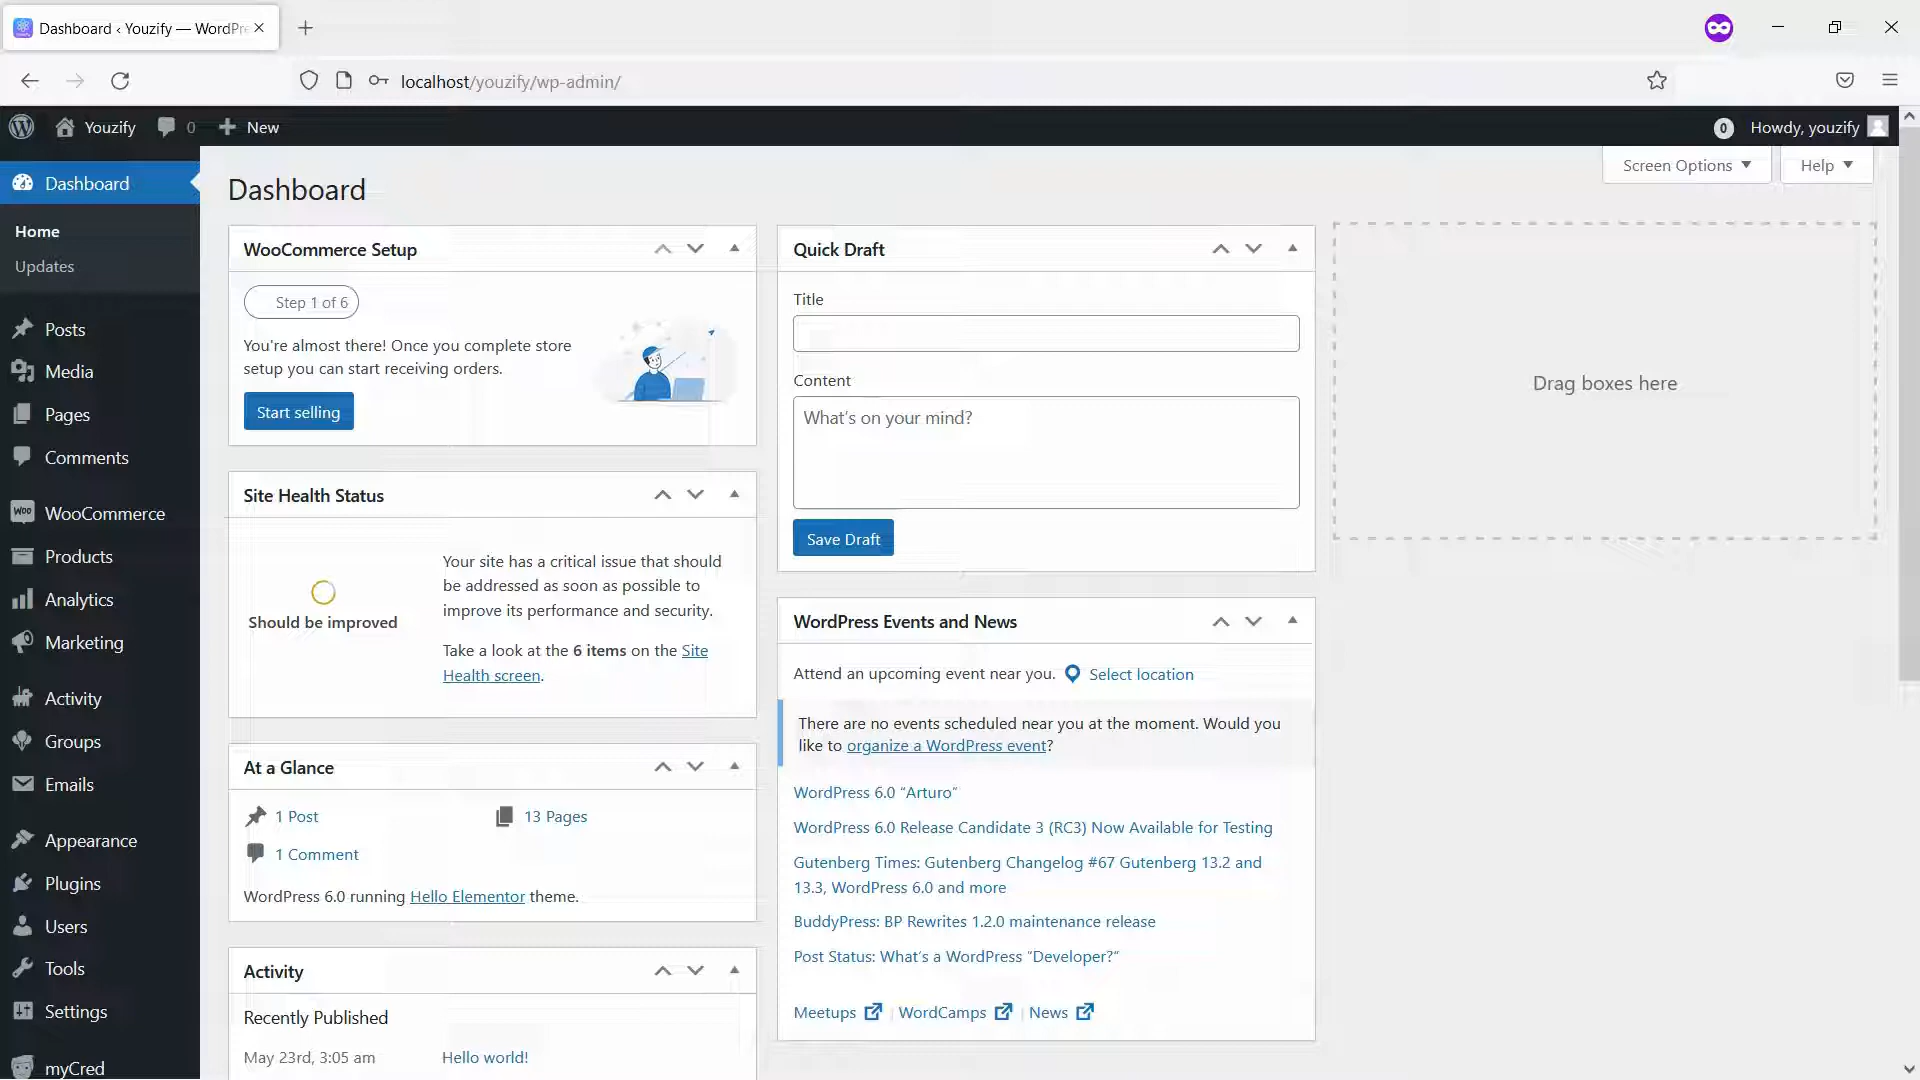 Dashboard ‹ Youzify — WordPre
localhost/youzify/wp-admin/
Youzify 0 New
0 Howdy, youzify
Screen Options Help
Dashboard
Home
Updates
Posts
Media
Pages
Comments
WooCommerce
Products
Analytics
Marketing
Activity
Groups
Emails
Appearance
Plugins
Users
Tools
Settings
myCred
Dashboard
WooCommerce Setup
Step 1 of 6
You're almost there! Once you complete store
setup you can start receiving orders.
Start selling
Site Health Status
Should be improved
Your site has a critical issue that should
be addressed as soon as possible to
improve its performance and security.
Take a look at the 6 items on the Site
Health screen.
At a Glance
1 Post
13 Pages
1 Comment
WordPress 6.0 running Hello Elementor theme.
Activity
Recently Published
May 23rd, 3:05 am Hello world!
Quick Draft
Title
Content
What's on your mind?
Save Draft
WordPress Events and News
Attend an upcoming event near you. Select location
There are no events scheduled near you at the moment. Would you
like to organize a WordPress event?
WordPress 6.0 “Arturo”
WordPress 6.0 Release Candidate 3 (RC3) Now Available for Testing
Gutenberg Times: Gutenberg Changelog #67 Gutenberg 13.2 and
13.3, WordPress 6.0 and more
BuddyPress: BP Rewrites 1.2.0 maintenance release
Post Status: What’s a WordPress “Developer?”
Meetups | WordCamps | News
Drag boxes here